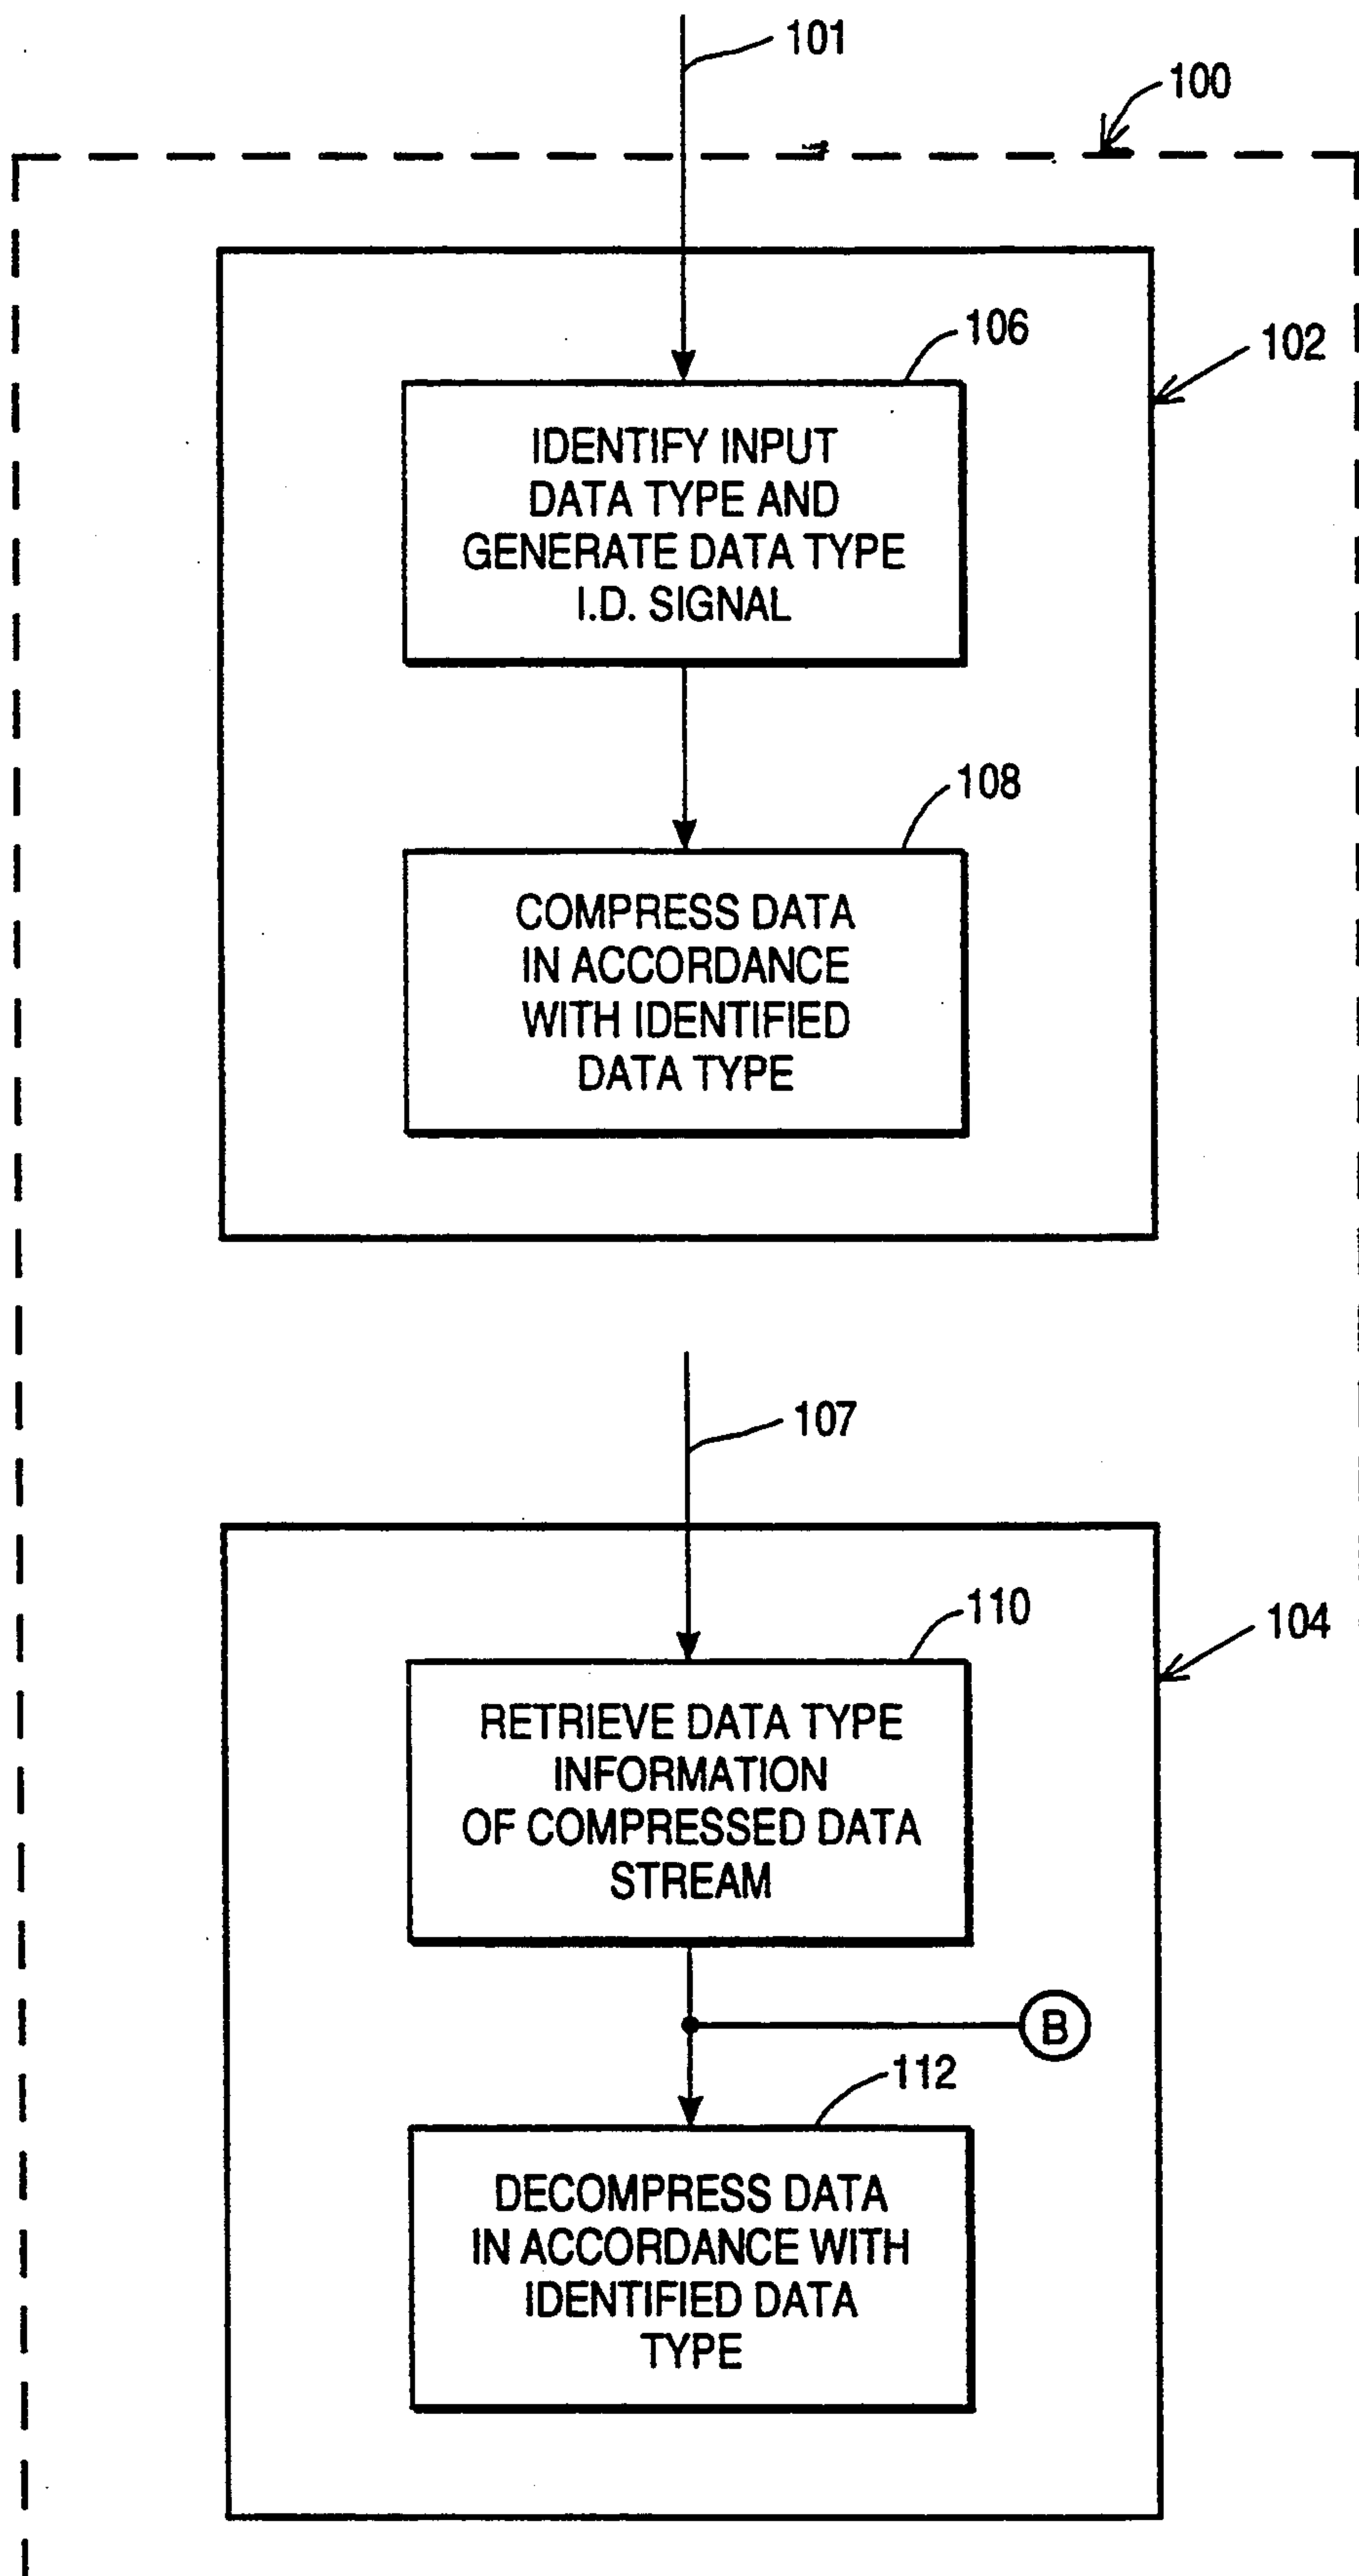 101
100
106
102
IDENTIFY INPUT
DATA TYPE AND
GENERATE DATA TYPE
I.D. SIGNAL
108
COMPRESS DATA
IN ACCORDANCE
WITH IDENTIFIED
DATA TYPE
107
110
104
RETRIEVE DATA TYPE
INFORMATION
OF COMPRESSED DATA
STREAM
B
112
DECOMPRESS DATA
IN ACCORDANCE WITH
IDENTIFIED DATA
TYPE